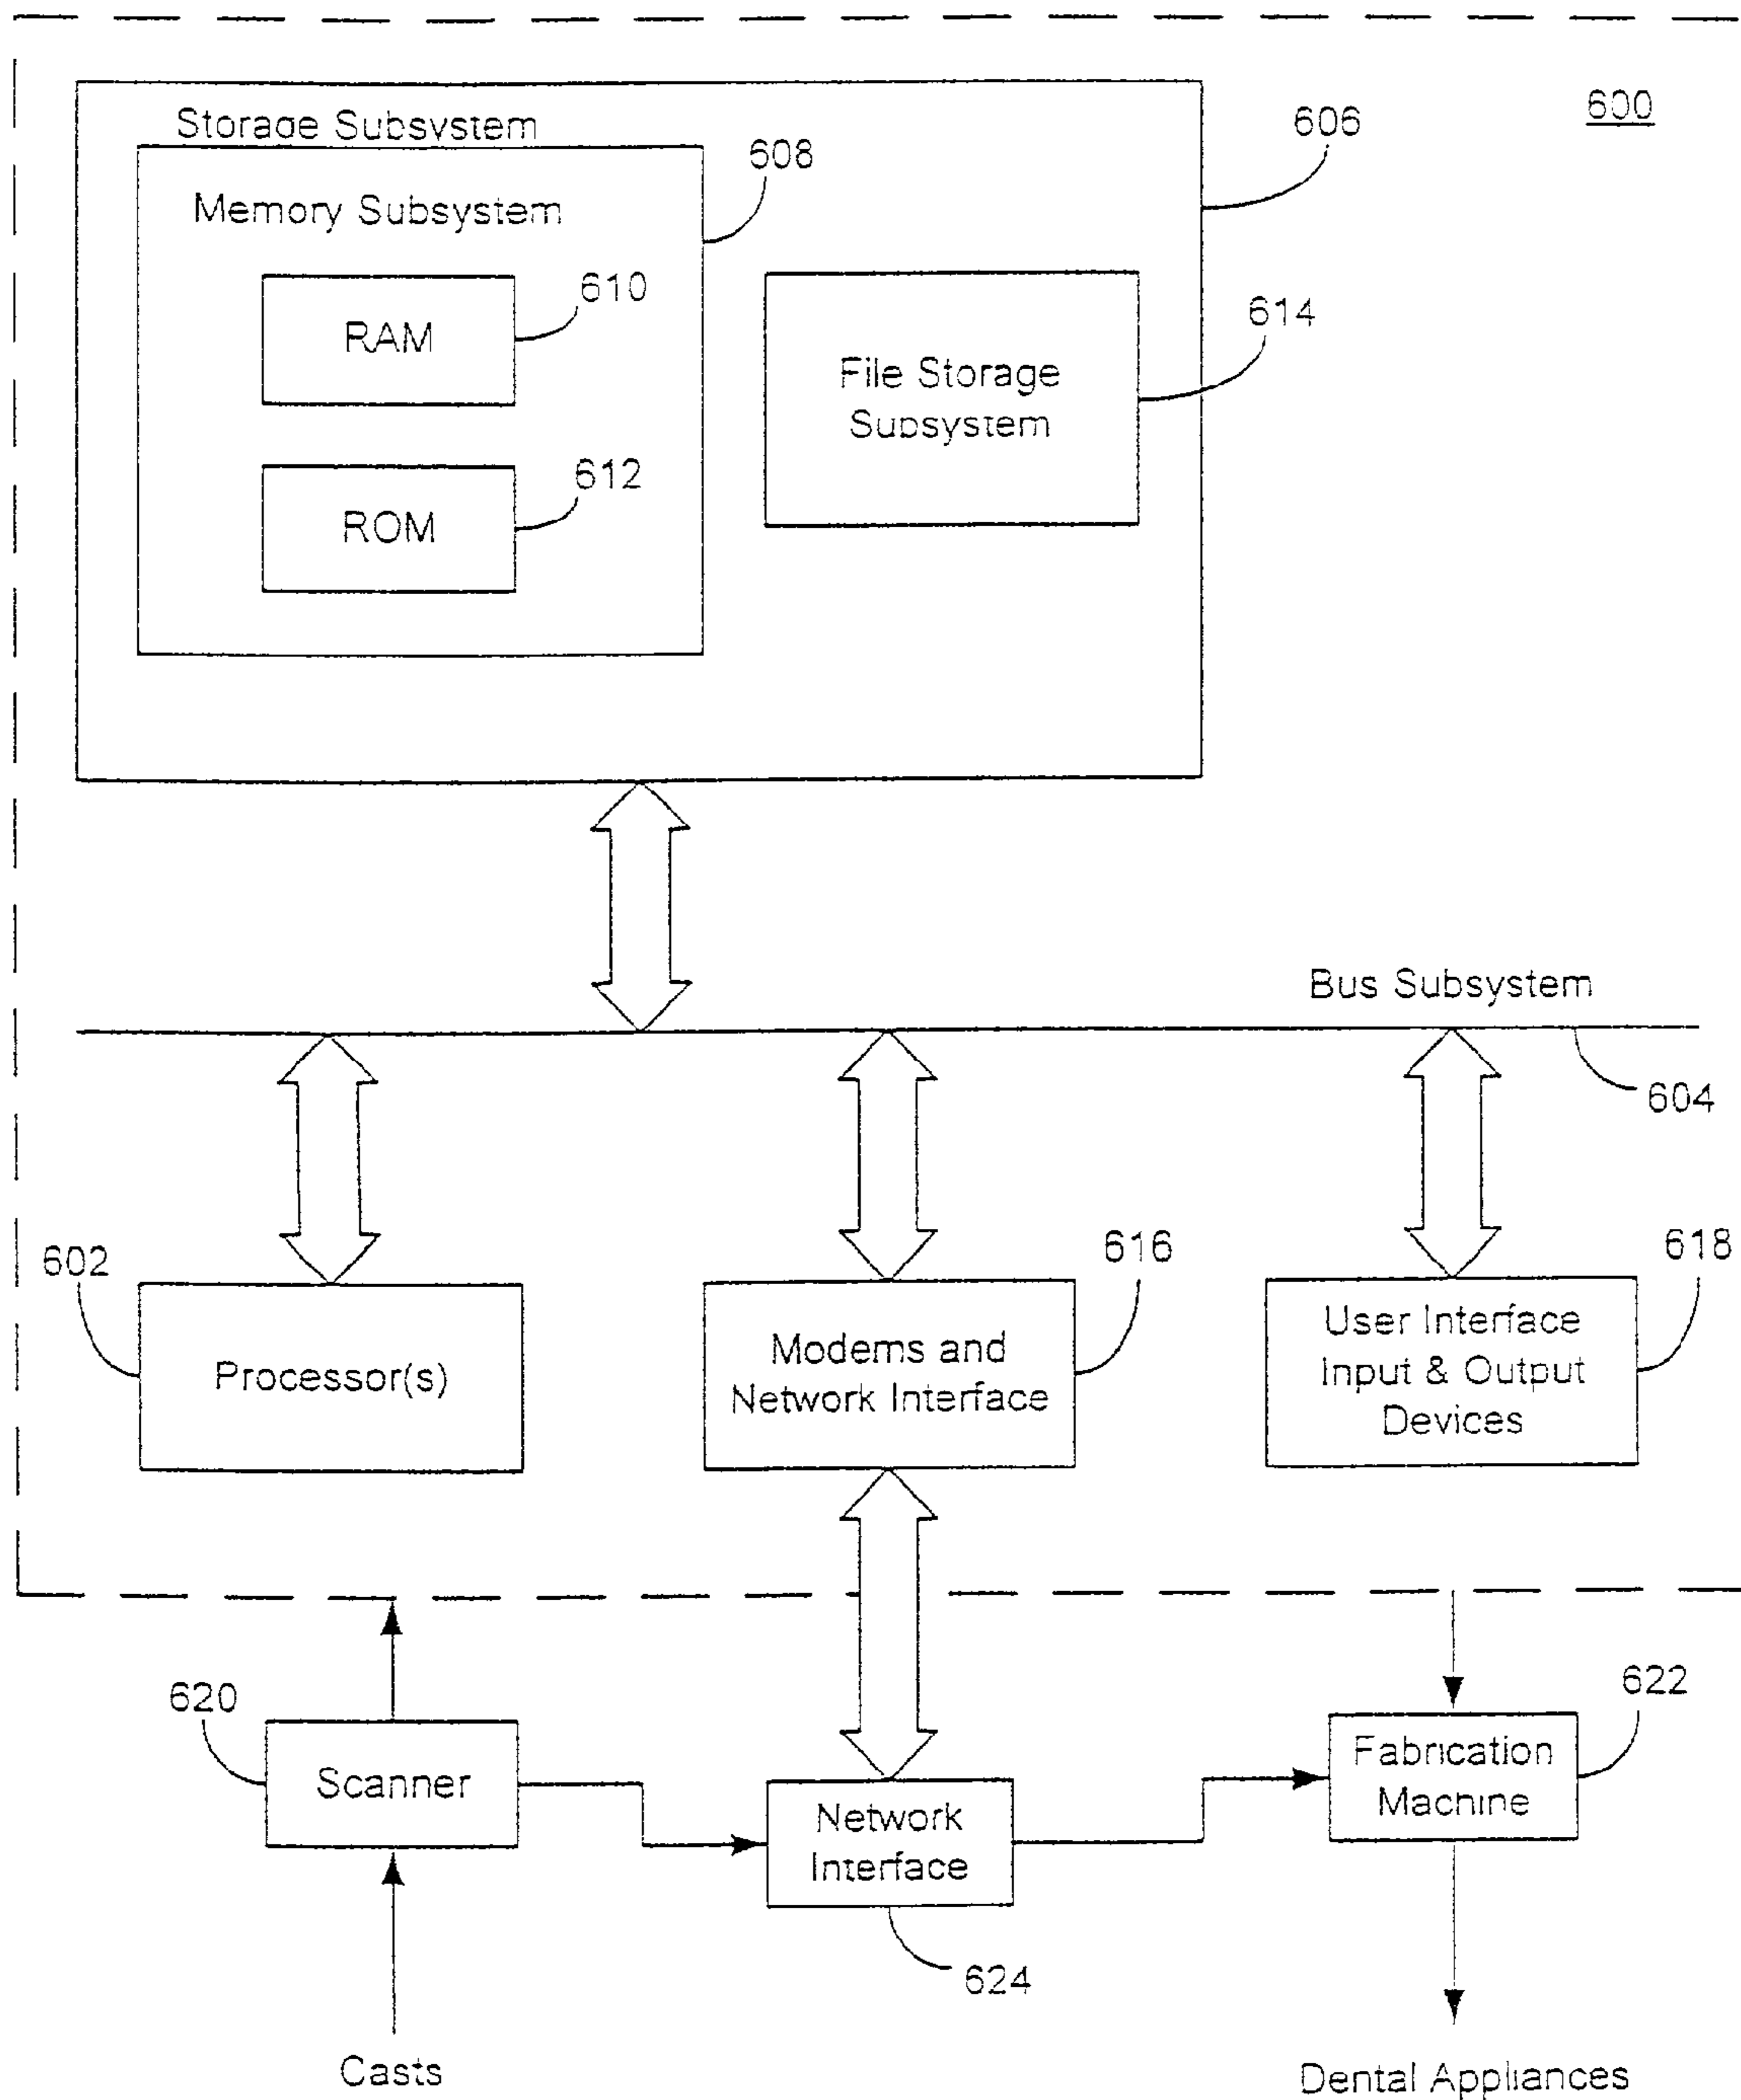 600
Storage Subsystem
606
608
Memory Subsystem
610
RAM
614
File Storage
Subsystem
612
ROM
Bus Subsystem
604
602
Processor(s)
616
Modems and
Network Interface
618
User Interface
Input & Output
Devices
620
Scanner
622
Fabrication
Machine
Network
Interface
624
Casts
Dental Appliances